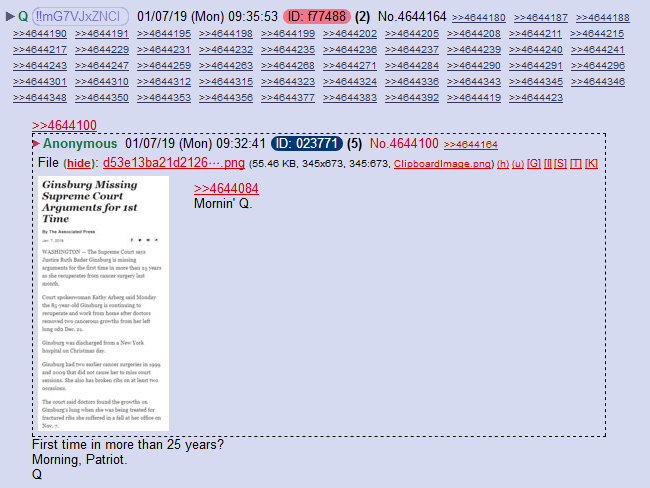 Q !!mG7VJxZNCI 01/07/19 (Mon) 09:35:53 ID: f77488 (2) No.4644164 >>4644180 >>4644187 >>4644188
>>4644190 >>4644191 >>4644195 >>4644198 >>4644199 >>4644202 >>4644205 >>4644208 >>4644211 >>4644215
>>4644217 >>4644229 >>4644231 >>4644232 >>4644235 >>4644236 >>4644237 >>4644239 >>4644240 >>4644241
>>4644243 >>4644247 >>4644259 >>4644263 >>4644268 >>4644271 >>4644284 >>4644290 >>4644291 >>4644296
>>4644301 >>4644310 >>4644312 >>4644315 >>4644323 >>4644324 >>4644336 >>4644343 >>4644345 >>4644346
>>4644348 >>4644350 >>4644353 >>4644356 >>4644377 >>4644383 >>4644392 >>4644419 >>4644423
>>4644100
Anonymous 01/07/19 (Mon) 09:32:41 ID: 023771 (5) No.4644100 >>4644164
File (hide): d53e13ba21d2126⋯.png (55.46 KB, 345x673, 345:673, ClipboardImage.png) (h) (u) [G] [I] [S] [T] [K]
Ginsburg Missing
Supreme Court
Arguments for 1st
Time
By The Associated Press
Jan. 7, 2019
WASHINGTON — The Supreme Court says
Justice Ruth Bader Ginsburg is missing
arguments for the first time in more than 25 years
as she recuperates from cancer surgery last
month.
Court spokeswoman Kathy Arberg said Monday
the 85-year-old Ginsburg is continuing to
recuperate and work from home after doctors
removed two cancerous growths from her left
lung odn Dec. 21.
Ginsburg was discharged from a New York
hospital on Christmas day.
Ginsburg had two earlier cancer surgeries in 1999
and 2009 that did not cause her to miss court
sessions. She also has broken ribs on at least two
occasions.
The court said doctors found the growths on
Ginsburg's lung when she was being treated for
fractured ribs she suffered in a fall at her office on
Nov. 7.
>>4644084
Mornin' Q.
First time in more than 25 years?
Morning, Patriot.
Q